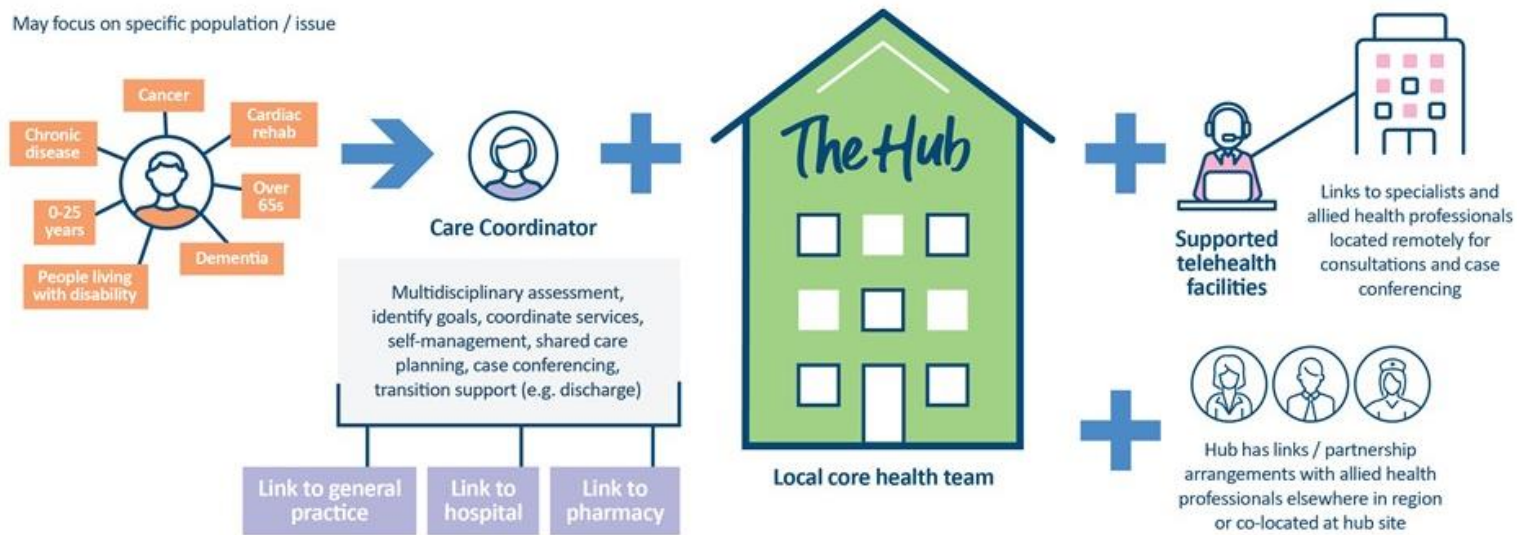 May focus on specific population / issue
Cancer
Cardiac
rehab
Chronic
disease
Over
65s
0-25
years
Dementia
People living
with disability
Care Coordinator
Multidisciplinary assessment,
identify goals, coordinate services,
self-management, shared care
planning, case conferencing,
transition support (e.g. discharge)
Link to general
practice
Link to
hospital
Link to
pharmacy
The Hub
Local core health team
Supported
telehealth
facilities
Links to specialists and
allied health professionals
located remotely for
consultations and case
conferencing
Hub has links / partnership
arrangements with allied health
professionals elsewhere in region
or co-located at hub site